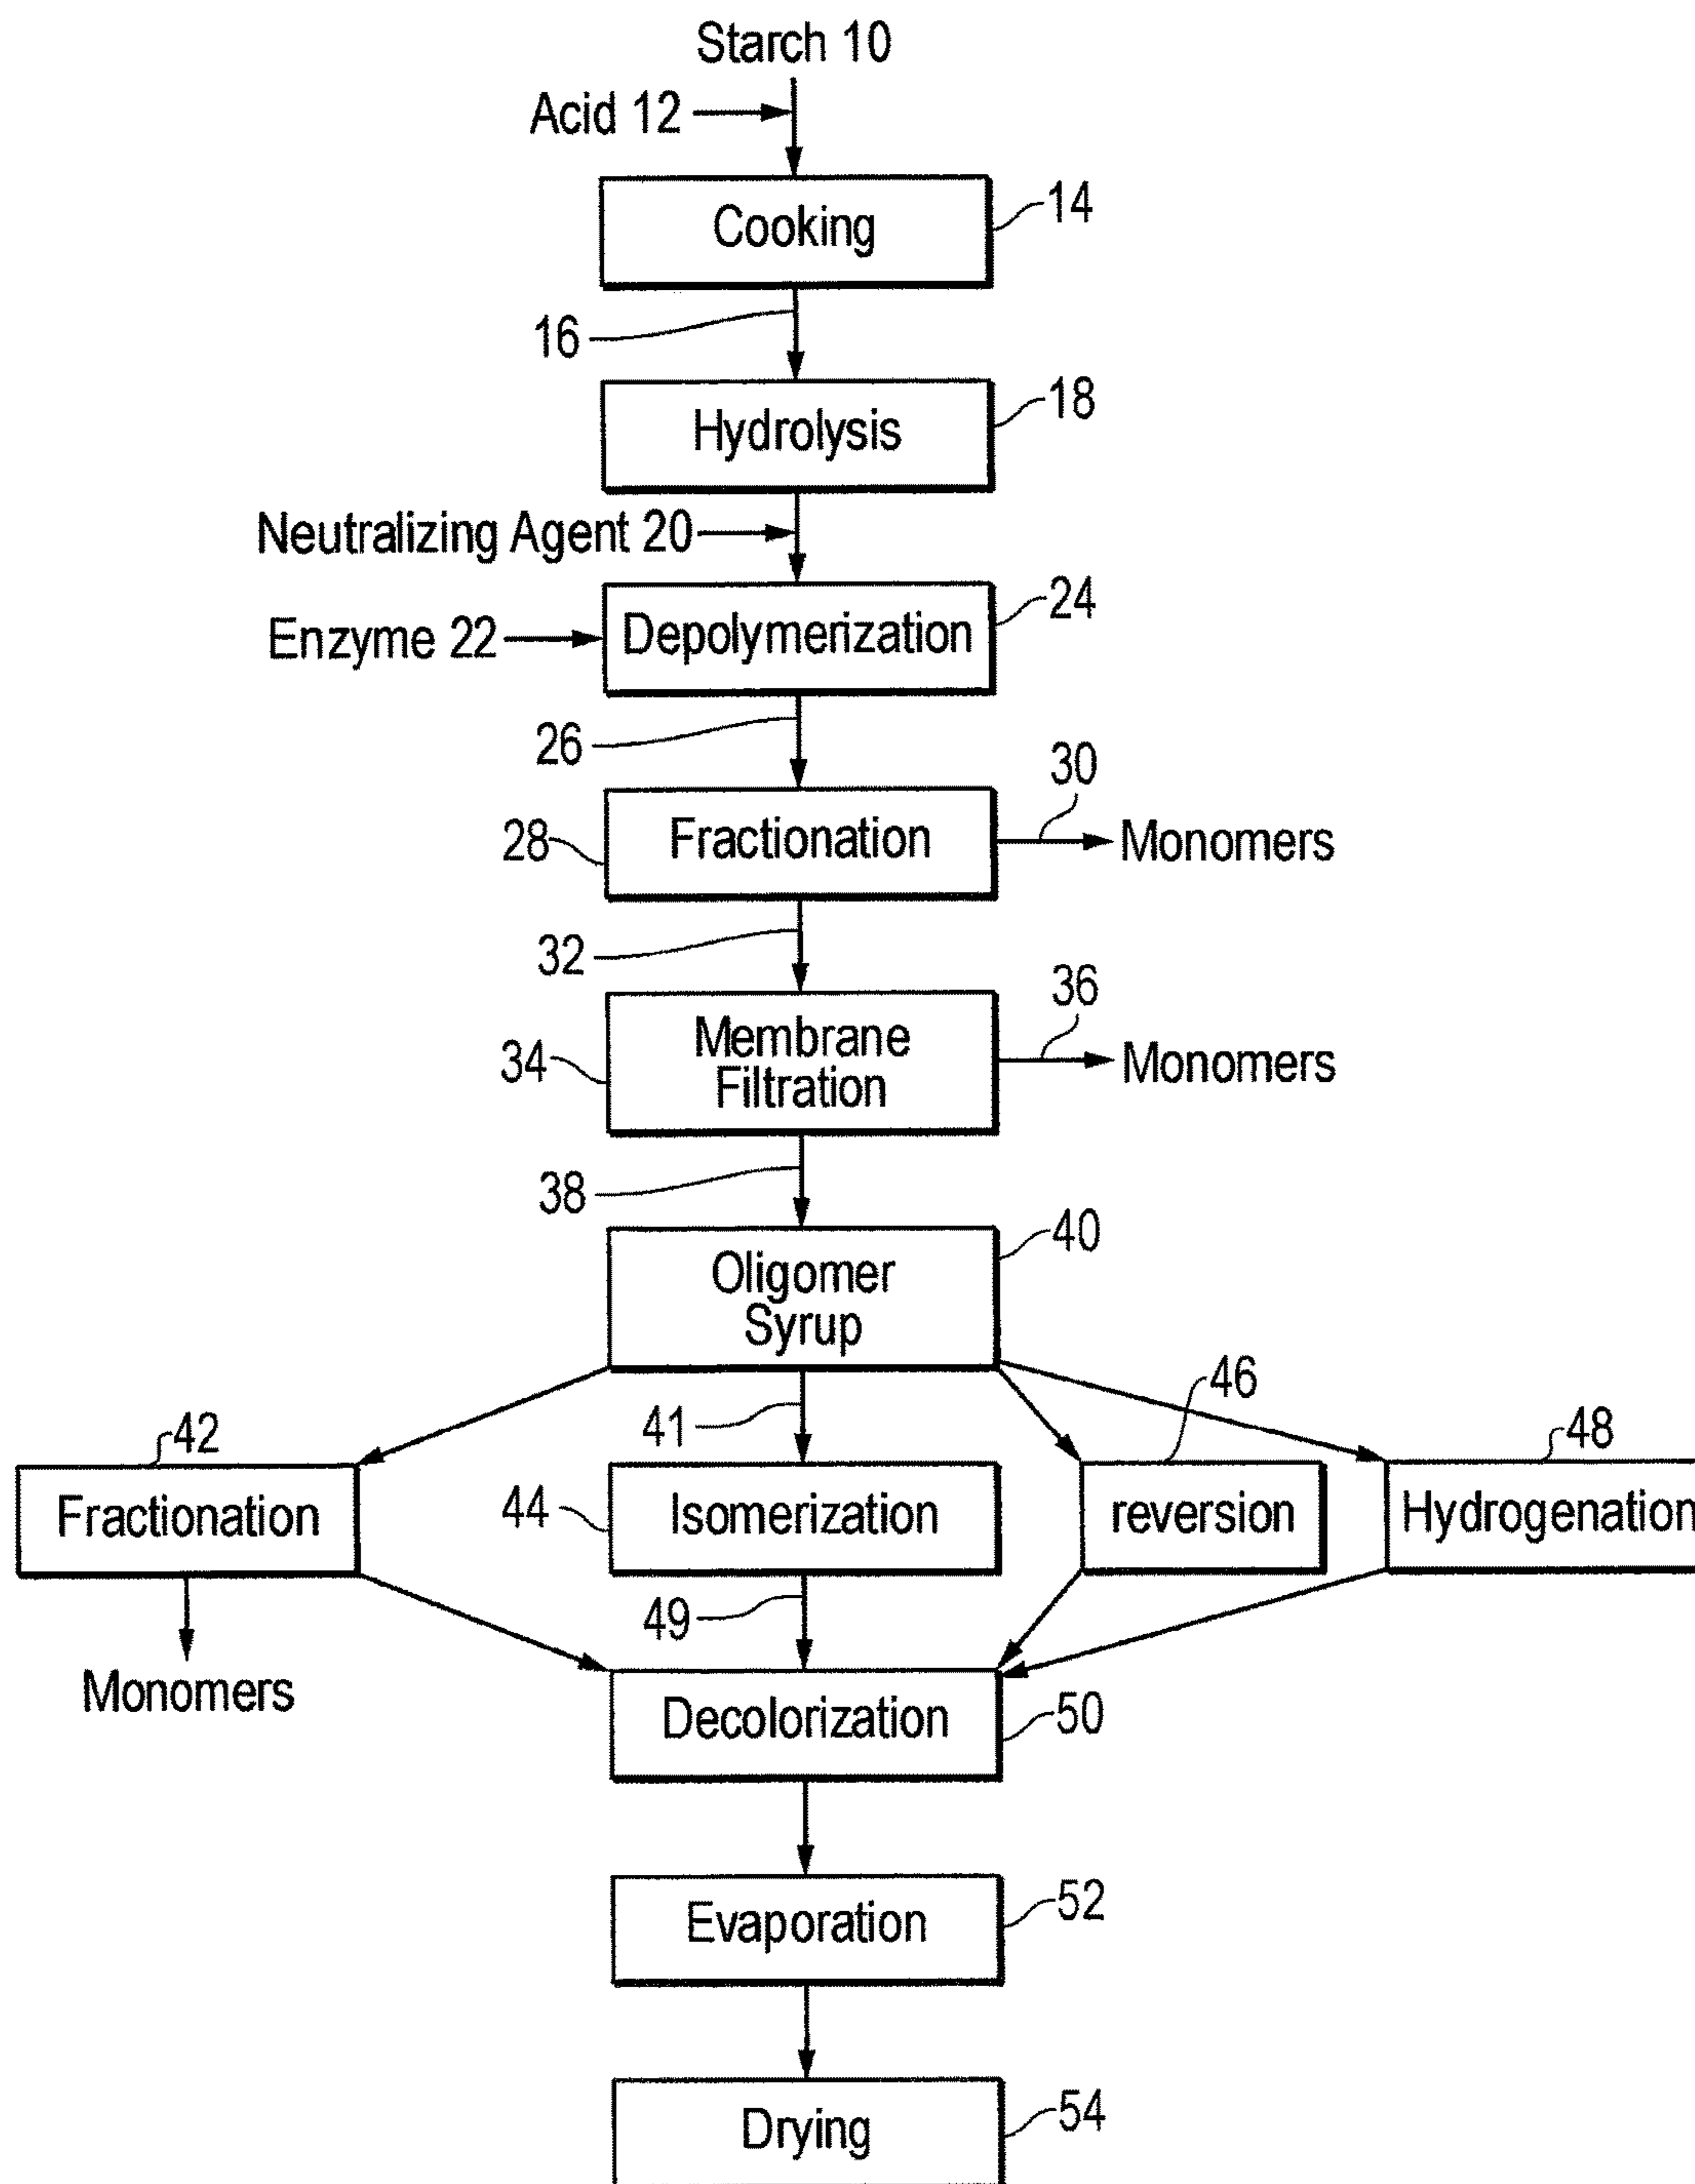 Starch 10
Acid 12
Cooking
14
16
Hydrolysis
18
Neutralizing Agent 20
Enzyme 22
Depolymerization
24
26
28
Fractionation
30
Monomers
32
34
Membrane
Filtration
36
Monomers
38
Oligomer
Syrup
40
41
42
Fractionation
Monomers
44
Isomerization
46
reversion
48
Hydrogenation
49
Decolorization
50
Evaporation
52
Drying
54